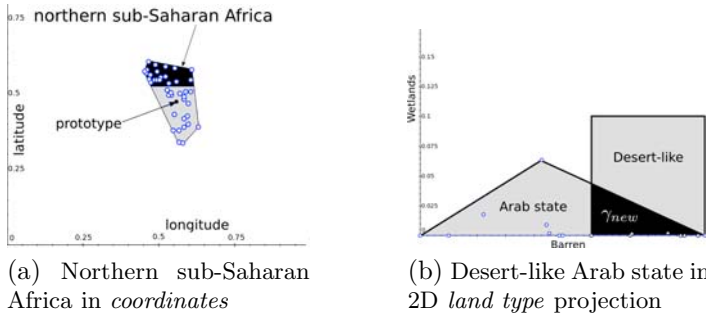 0.75
northern sub-Saharan Africa
0.5
prototype
latitude
0.25
longitude
0 0.25 0.5 0.75
(a) Northern sub-Saharan
Africa in coordinates
0.15
Wetlands
0.1
0.075
Desert-like
0.05
Arab state
γnew
0.025
0
Barren
(b) Desert-like Arab state in
2D land type projection